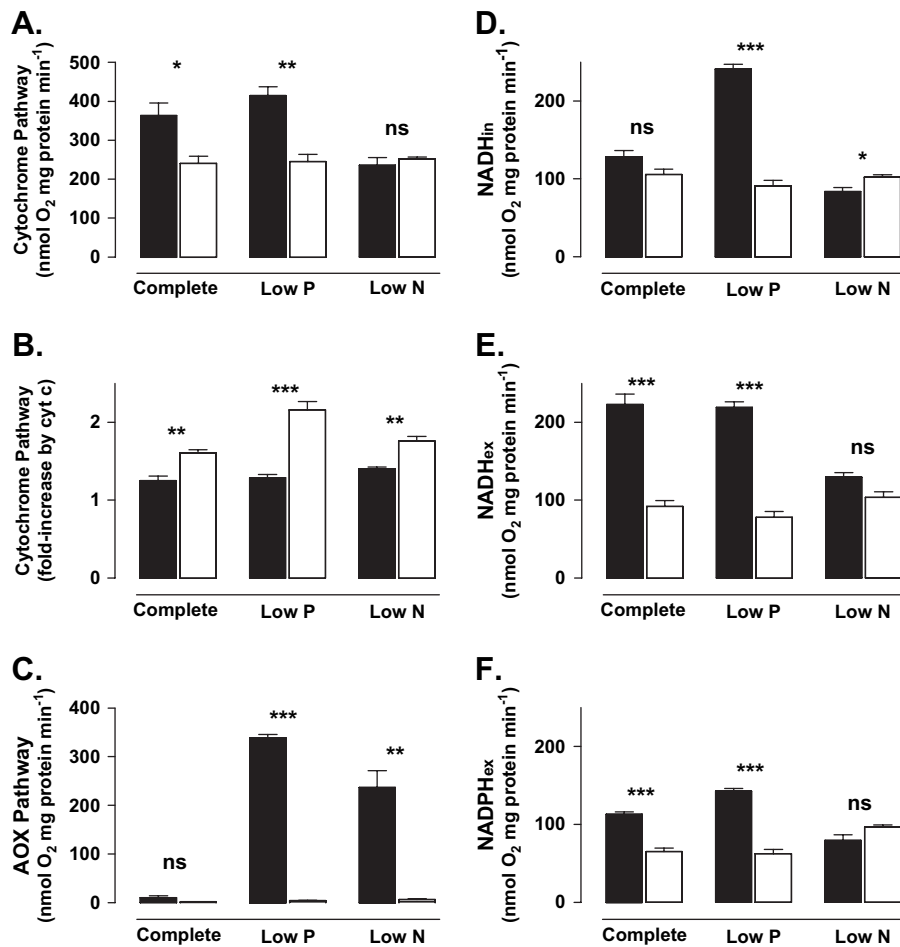 A.
Cytochrome Pathway
(nmol O2 mg protein min-1)
500
400
300
200
100
0
*
**
ns
Complete
Low P
Low N
B.
Cytochrome Pathway
(fold-increase by cyt c)
2
1
0
**
***
**
Complete
Low P
Low N
C.
AOX Pathway
(nmol O2 mg protein min-1)
400
300
200
100
0
ns
***
**
Complete
Low P
Low N
D.
NADHin
(nmol O2 mg protein min-1)
200
100
0
ns
***
*
Complete
Low P
Low N
E.
NADHex
(nmol O2 mg protein min-1)
200
100
0
***
***
ns
Complete
Low P
Low N
F.
NADPHex
(nmol O2 mg protein min-1)
200
100
0
***
***
ns
Complete
Low P
Low N